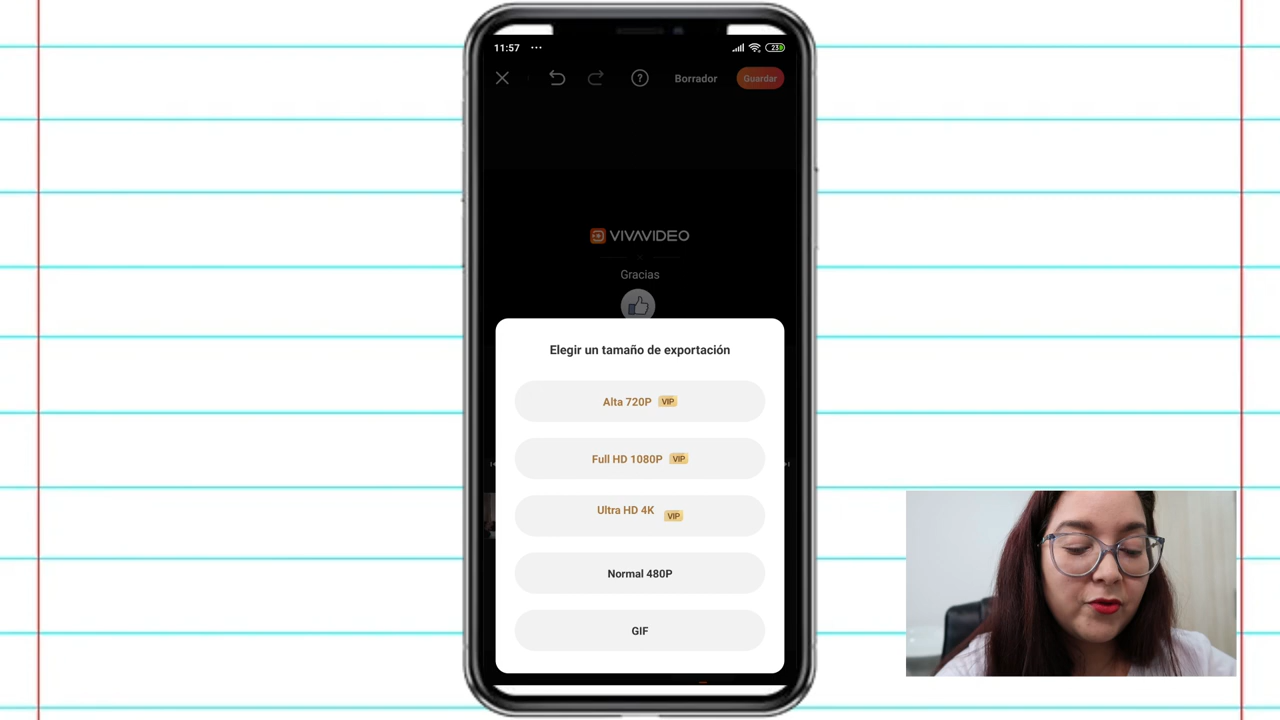 11:57 ...
23
Borrador
Guardar
VIVAVIDEO
Gracias
Elegir un tamaño de exportación
Alta 720P VIP
Full HD 1080P VIP
Ultra HD 4K VIP
Normal 480P
GIF